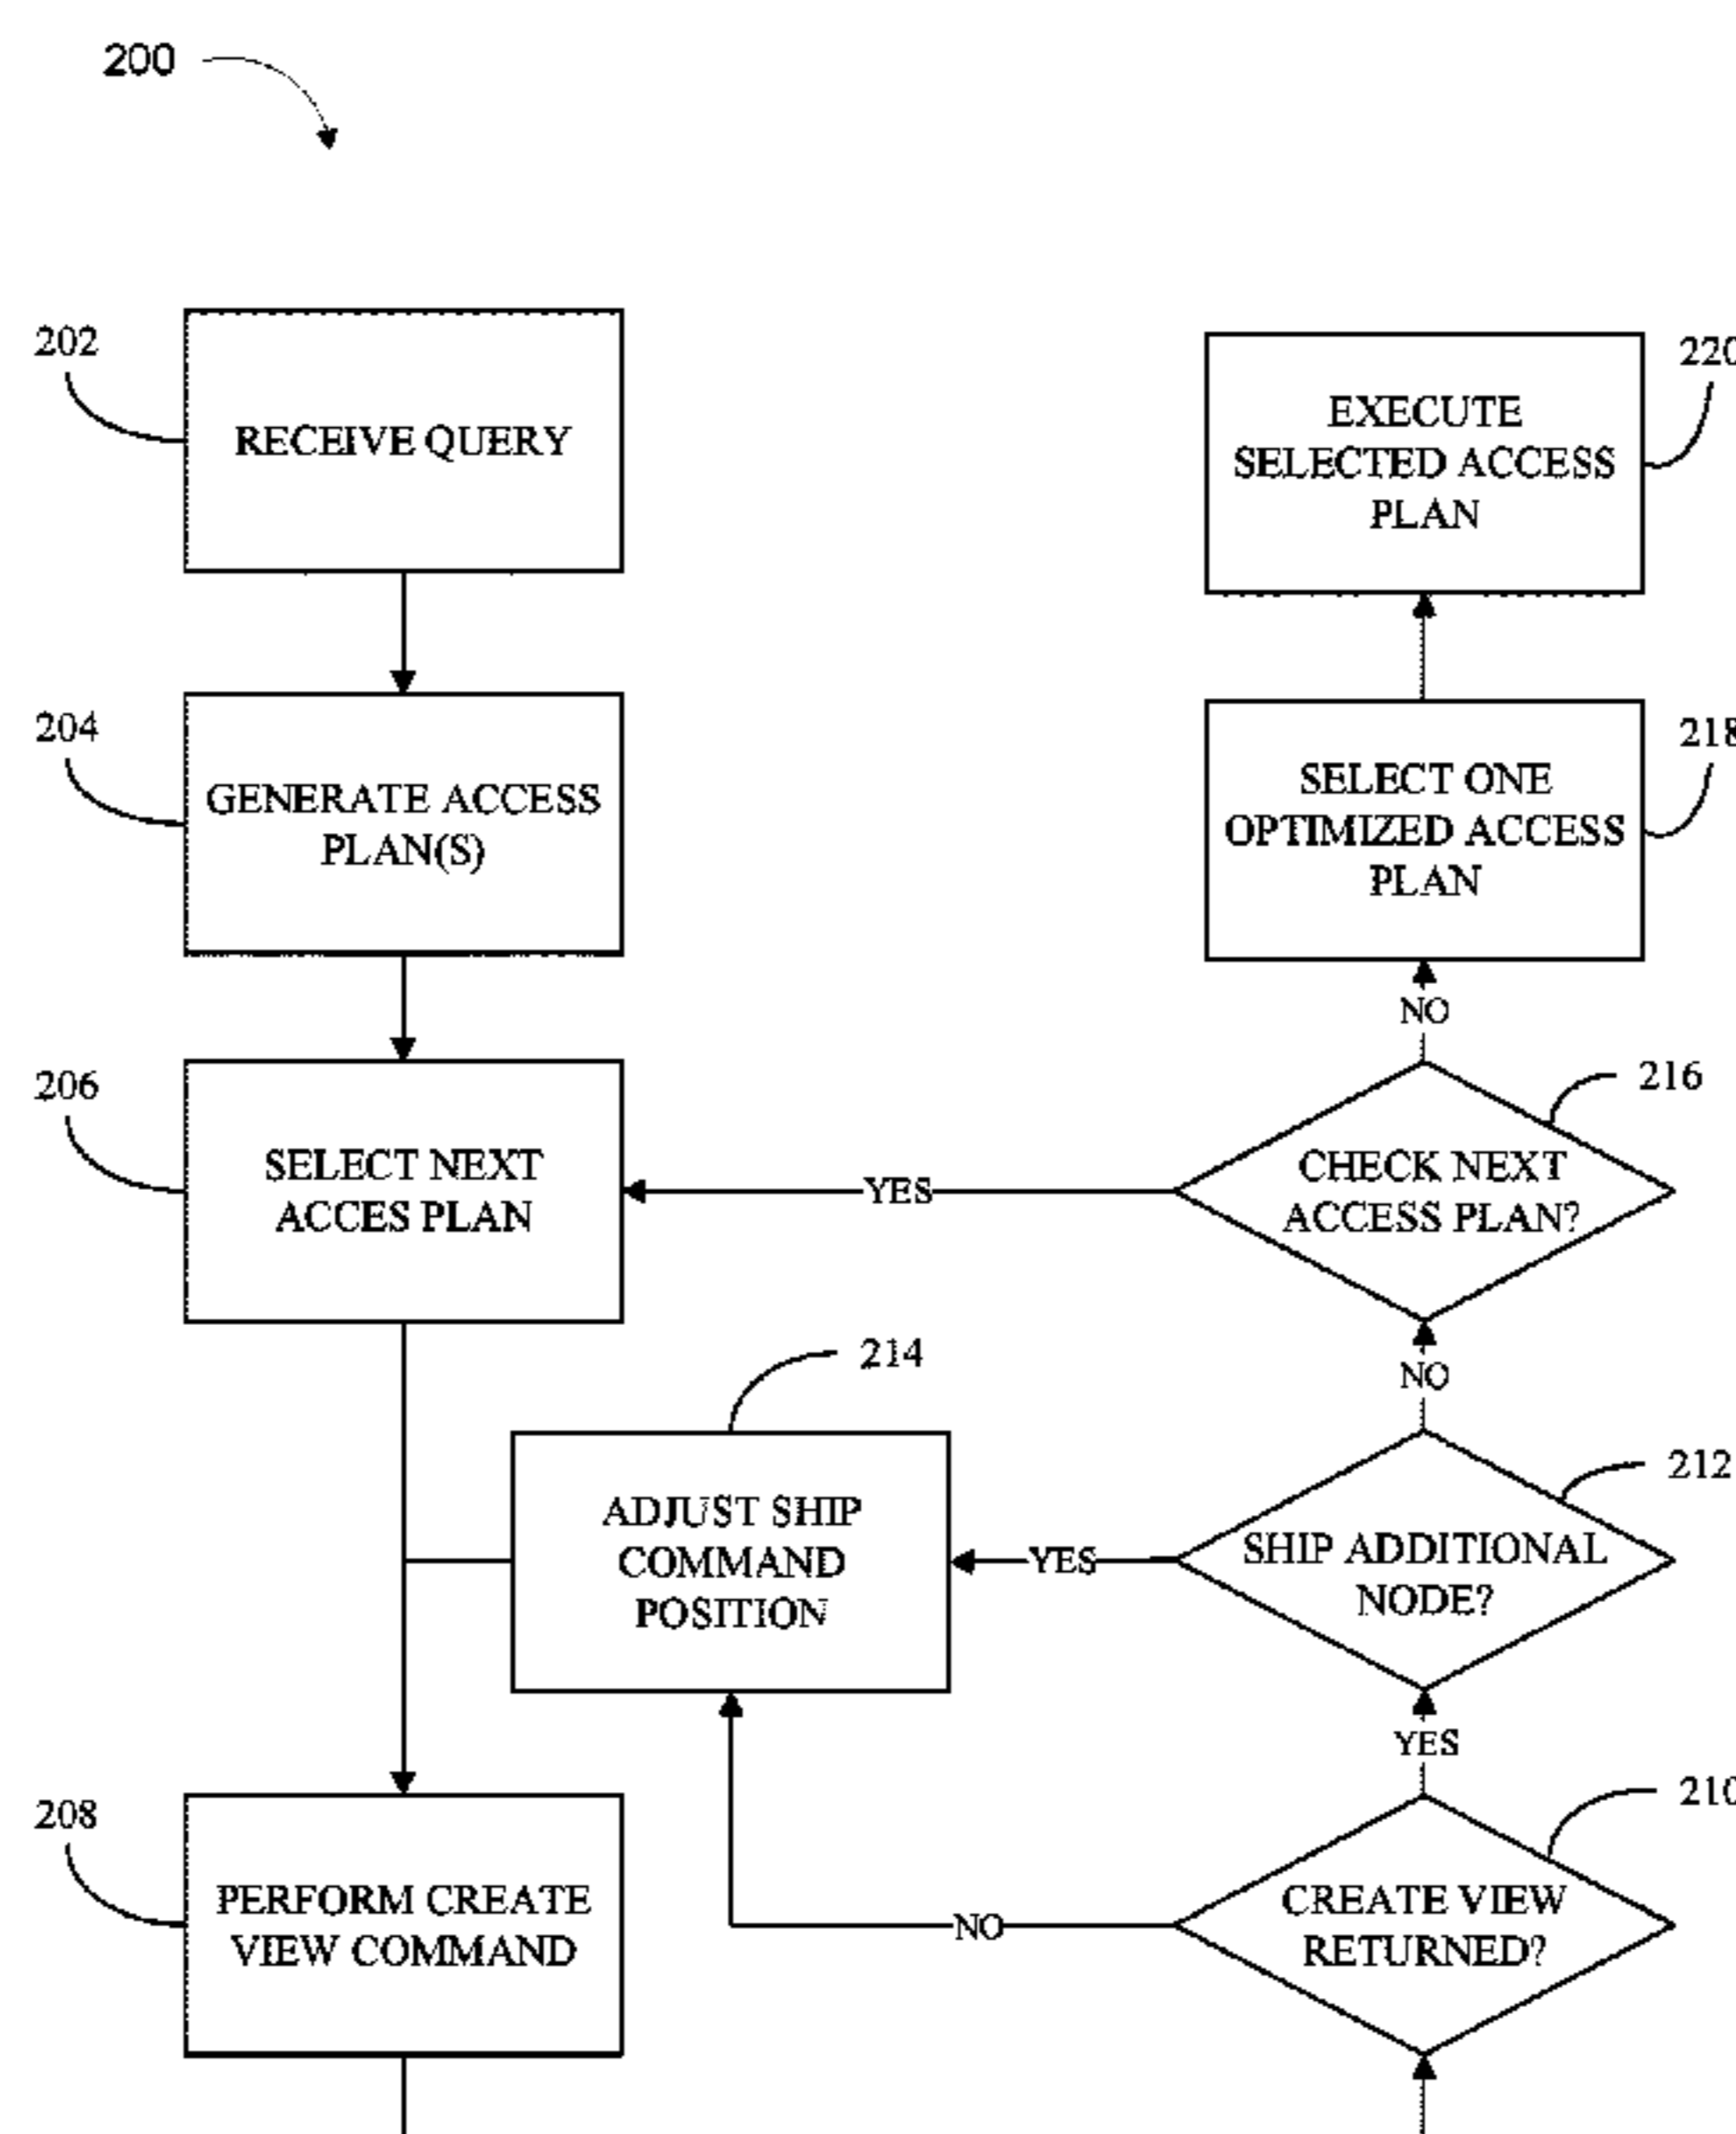 200
202
RECEIVE QUERY
204
GENERATE ACCESS
PLAN(S)
206
SELECT NEXT
ACCES PLAN
208
PERFORM CREATE
VIEW COMMAND
214
ADJUST SHIP
COMMAND
POSITION
220
EXECUTE
SELECTED ACCESS
PLAN
218
SELECT ONE
OPTIMIZED ACCESS
PLAN
NO
216
CHECK NEXT
ACCESS PLAN?
YES
NO
212
SHIP ADDITIONAL
NODE?
YES
YES
210
CREATE VIEW
RETURNED?
NO